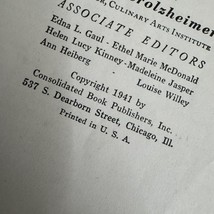 rolzheimer
, CULINARY ARTS INSTITUTE
ASSOCIATE EDITORS
Edna L. Gaul - Ethel Marie McDonald
Helen Lucy Kinney - Madeleine Jasper
Ann Heiberg Louise Willey
Copyright 1941 by
Consolidated Book Publishers, Inc.
537 S. Dearborn Street, Chicago, Ill.
Printed in U. S. A.